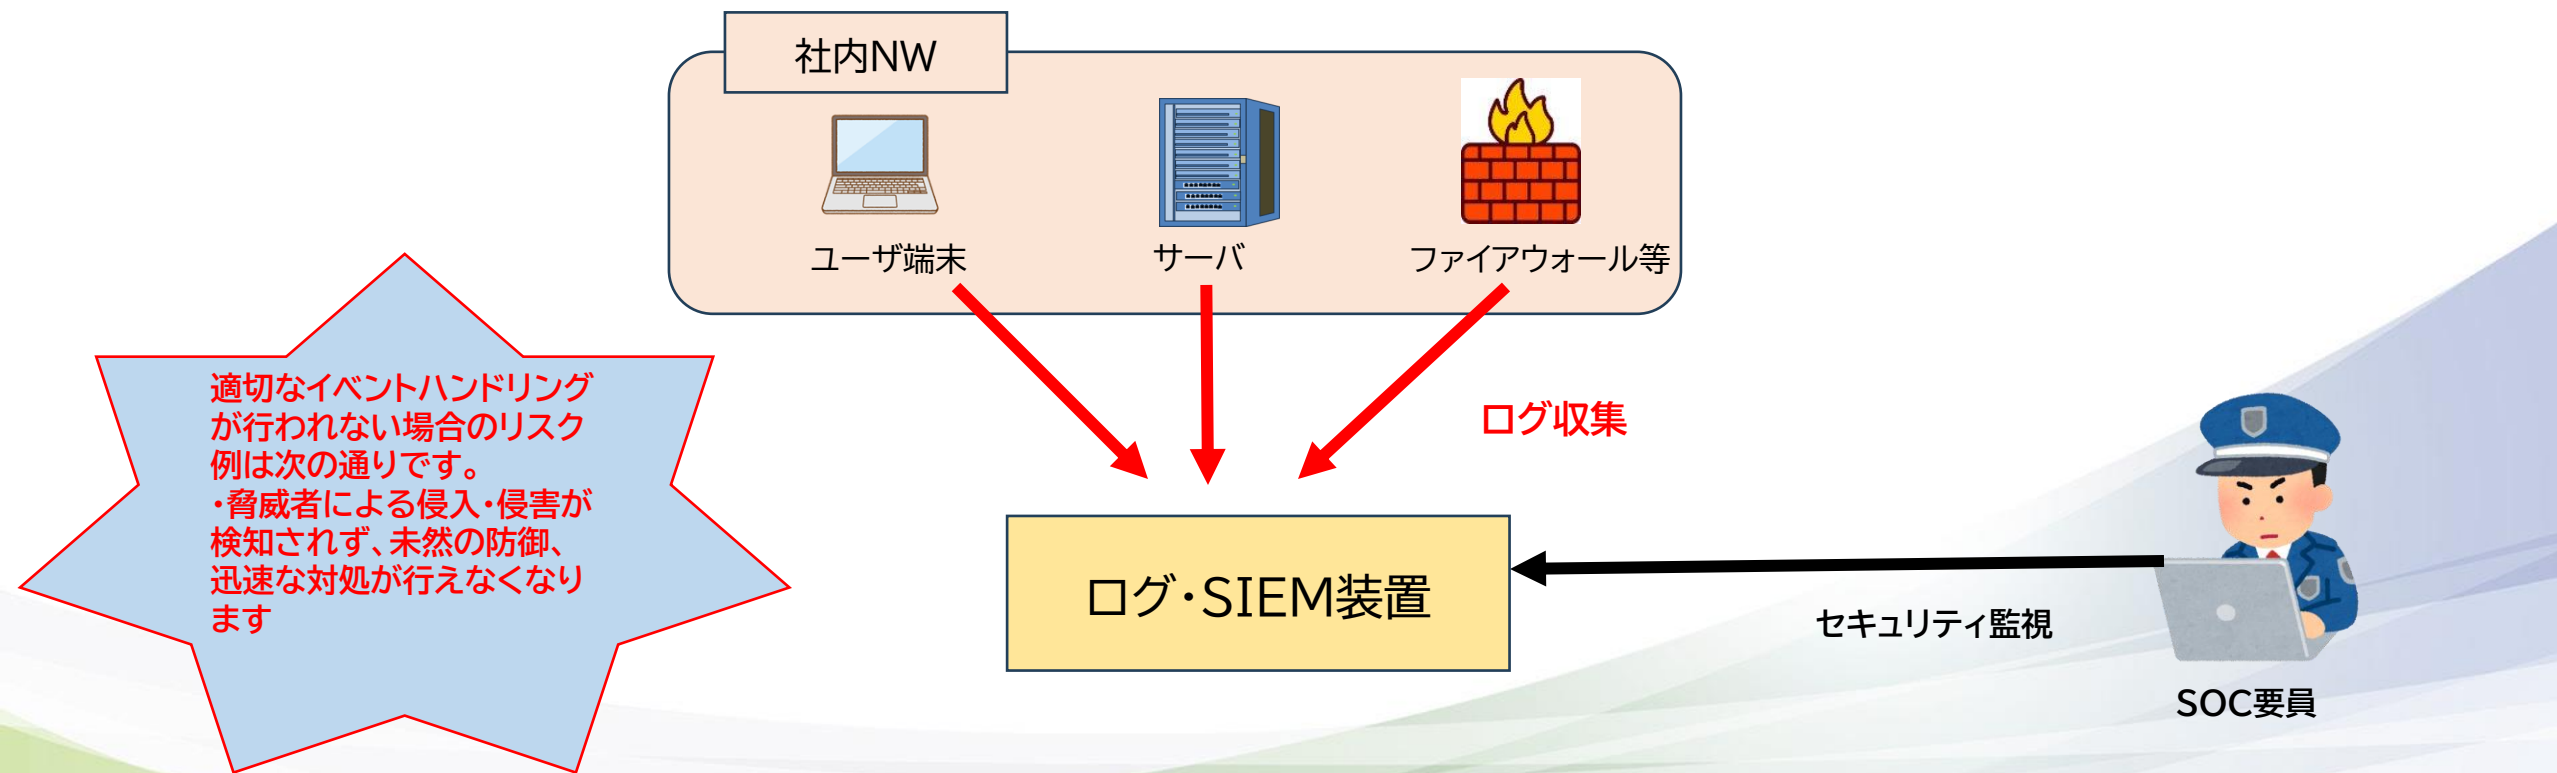 社内NW
ユーザ端末
サーバ
ファイアウォール等
適切なイベントハンドリング
が行われない場合のリスク
例は次の通りです。
・脅威者による侵入・侵害が
検知されず、未然の防御、
迅速な対処が行えなくなり
ます
ログ収集
ログ・SIEM装置
セキュリティ監視
SOC要員